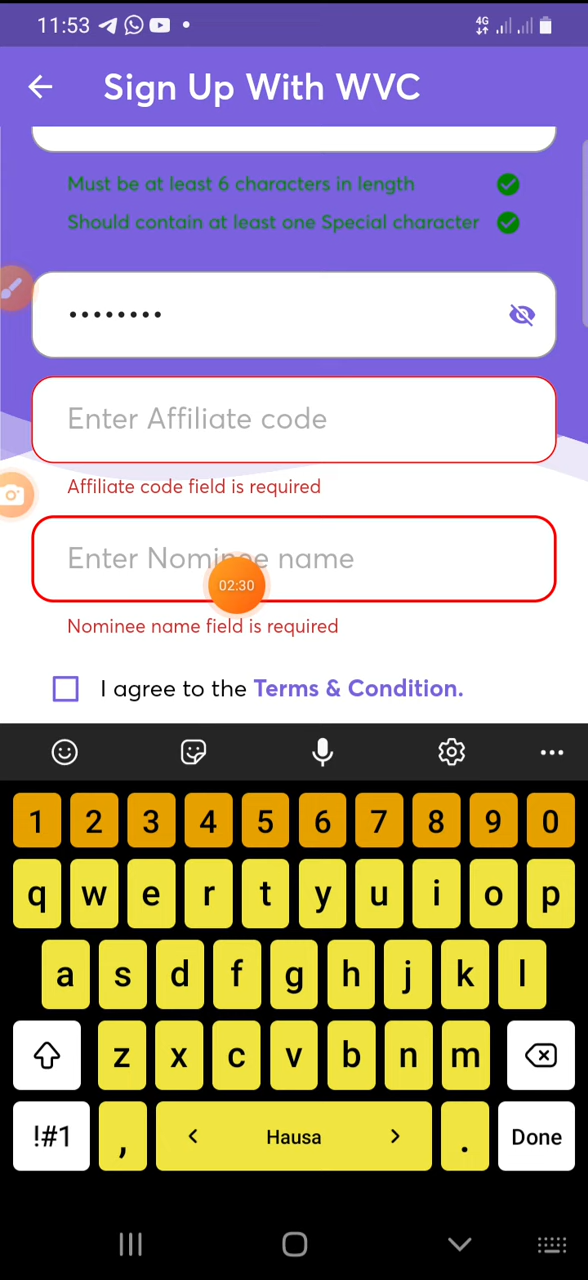 11:53
4G
Sign Up With WVC
Must be at least 6 characters in length
Should contain at least one Special character
Enter Affiliate code
Affiliate code field is required
Enter Nominee name
02:30
Nominee name field is required
I agree to the Terms & Condition.
1 2 3 4 5 6 7 8 9 0
q w e r t y u i o p
a s d f g h j k l
z x c v b n m
!#1 , < Hausa > . Done